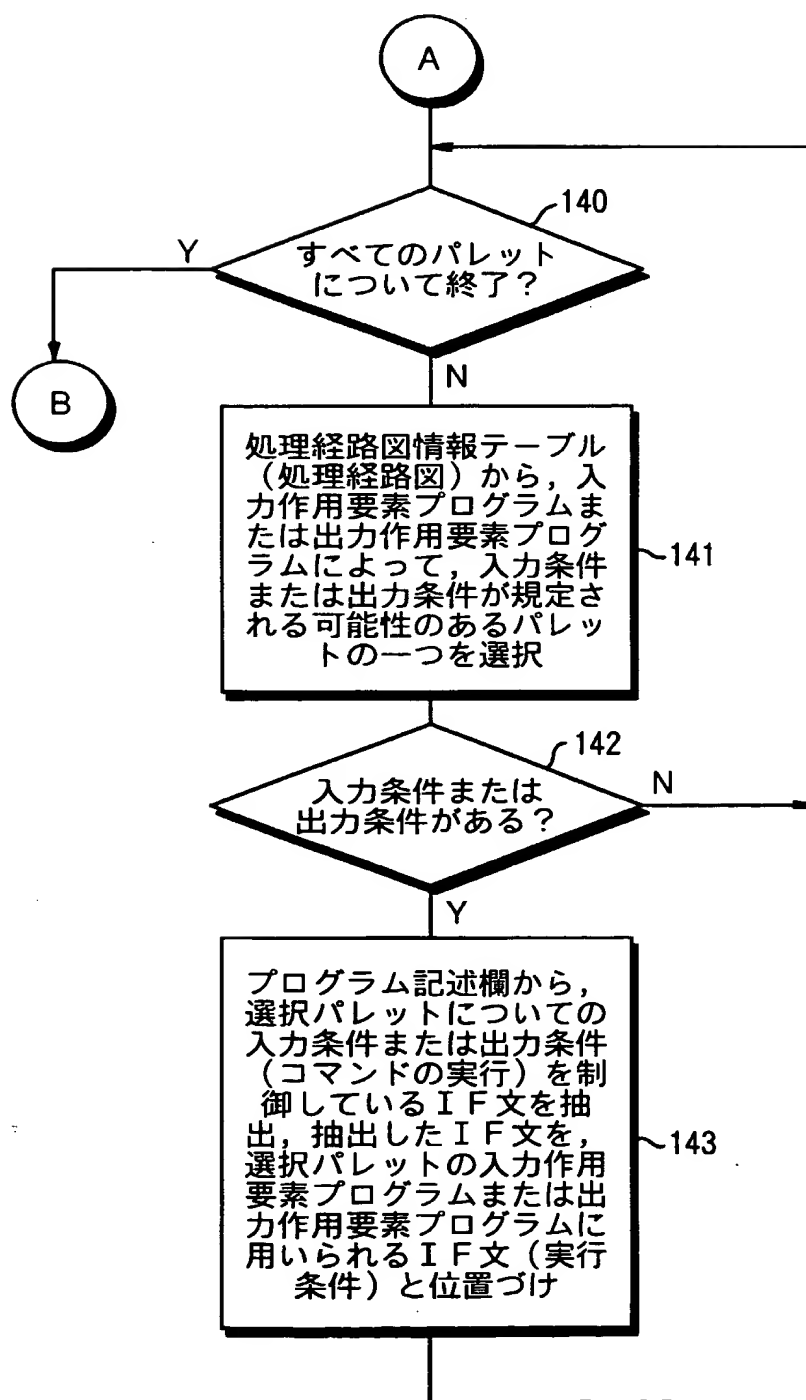 A
140
Y
すべてのパレット
について終了？
N
B
処理経路図情報テーブル
（処理経路図）から，入
力作用要素プログラムま
たは出力作用要素プログ
ラムによって，入力条件
または出力条件が規定さ
れる可能性のあるパレッ
トの一つを選択
141
142
入力条件または
出力条件がある？
N
Y
プログラム記述欄から，
選択パレットについての
入力条件または出力条件
（コマンドの実行）を制
御しているＩＦ文を抽
出，抽出したＩＦ文を，
選択パレットの入力作用
要素プログラムまたは出
力作用要素プログラムに
用いられるＩＦ文（実行
条件）と位置づけ
143